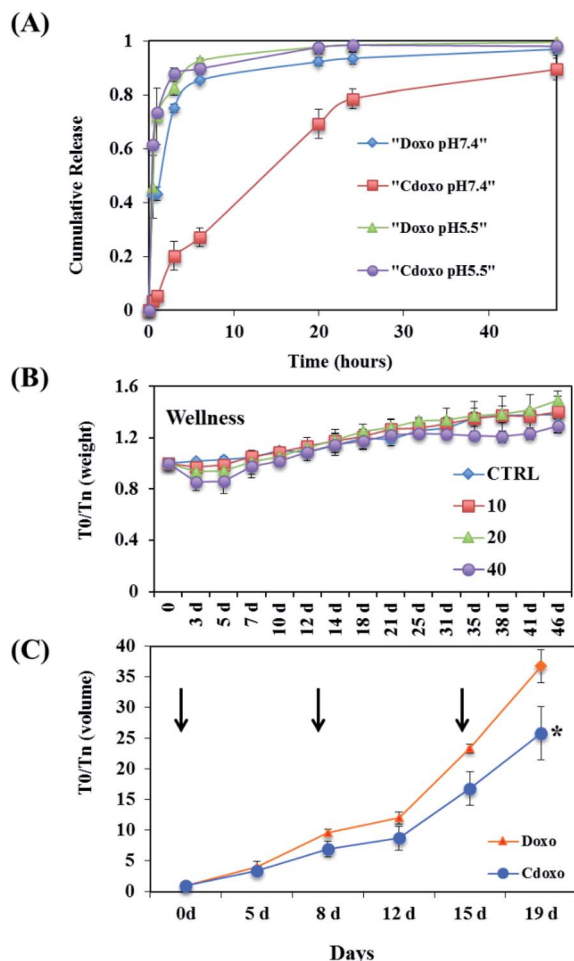 (A)
Cumulative Release
1
0.8
0.6
0.4
0.2
0
"Doxo pH7.4"
"Cdoxo pH7.4"
"Doxo pH5.5"
"Cdoxo pH5.5"
0 10 20 30 40
Time (hours)
(B)
T0/Tn (weight)
1.6
1.2
0.8
0.4
0
Wellness
CTRL
10
20
40
0 3 d 5 d 7 d 10 d 12 d 14 d 18 d 21 d 25 d 31 d 35 d 38 d 41 d 46 d
(C)
T0/Tn (volume)
40
35
30
25
20
15
10
5
0
*
Doxo
Cdoxo
0d 5 d 8 d 12 d 15 d 19 d
Days